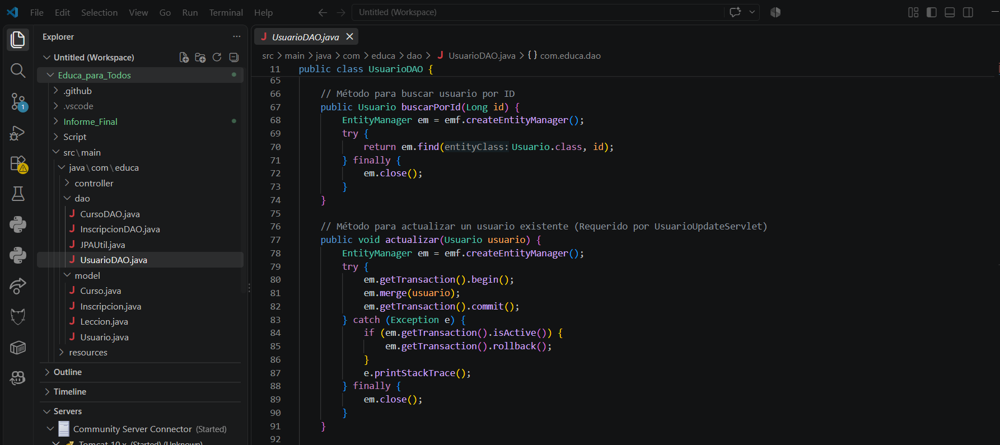 File Edit Selection View Go Run Terminal Help
Untitled (Workspace)
Explorer
Untitled (Workspace)
Educa_para_Todos
.github
.vscode
Informe_Final
Script
src\main
java\com\educa
controller
dao
CursoDAO.java
InscripcionDAO.java
JPAUtil.java
UsuarioDAO.java
model
Curso.java
Inscripcion.java
Leccion.java
Usuario.java
resources
Outline
Timeline
Servers
Community Server Connector (Started)
Tomcat 10.x (Started) (Unknown)
1
UsuarioDAO.java
src > main > java > com > educa > dao > UsuarioDAO.java > {} com.educa.dao
11 public class UsuarioDAO {
65
66 // Método para buscar usuario por ID
67 public Usuario buscarPorId(Long id) {
68 EntityManager em = emf.createEntityManager();
69 try {
70 return em.find(entityClass: Usuario.class, id);
71 } finally {
72 em.close();
73 }
74 }
75
76 // Método para actualizar un usuario existente (Requerido por UsuarioUpdateServlet)
77 public void actualizar(Usuario usuario) {
78 EntityManager em = emf.createEntityManager();
79 try {
80 em.getTransaction().begin();
81 em.merge(usuario);
82 em.getTransaction().commit();
83 } catch (Exception e) {
84 if (em.getTransaction().isActive()) {
85 em.getTransaction().rollback();
86 }
87 e.printStackTrace();
88 } finally {
89 em.close();
90 }
91 }
92